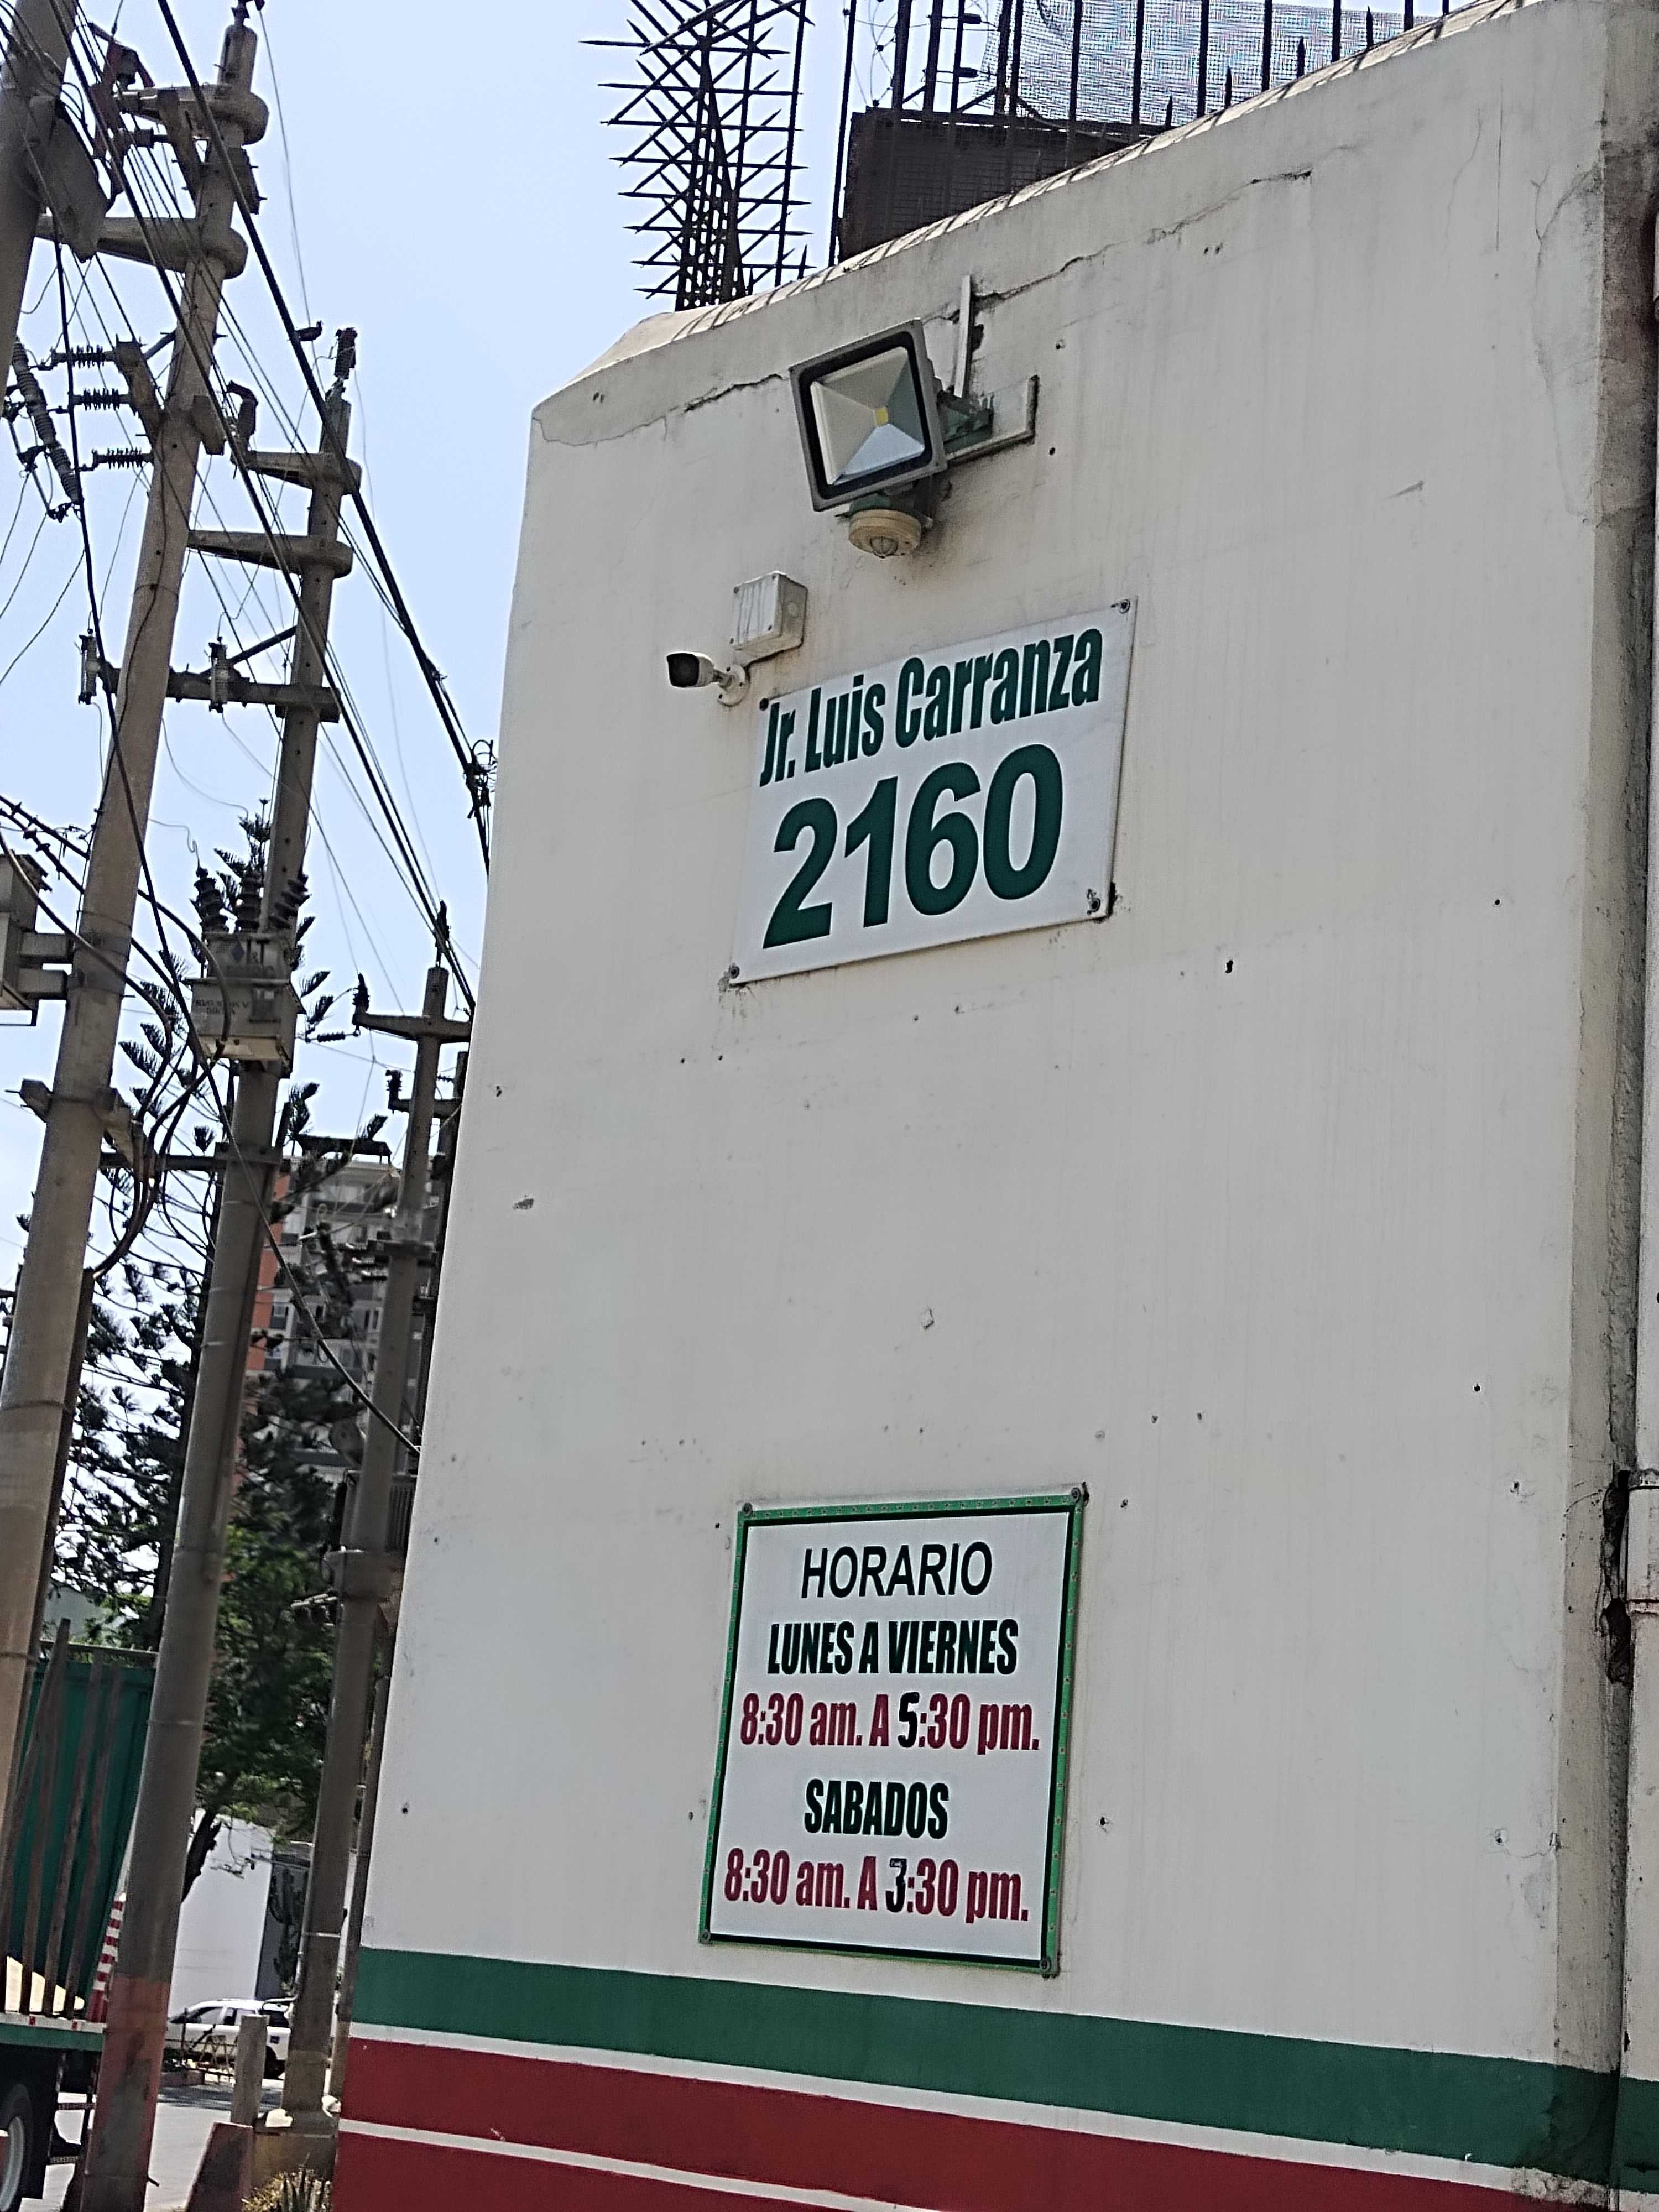 Jr. Luis Carranza
2160
HORARIO
LUNES A VIERNES
8:30 am. A 5:30 pm.
SABADOS
8:30 am. A 3:30 pm.